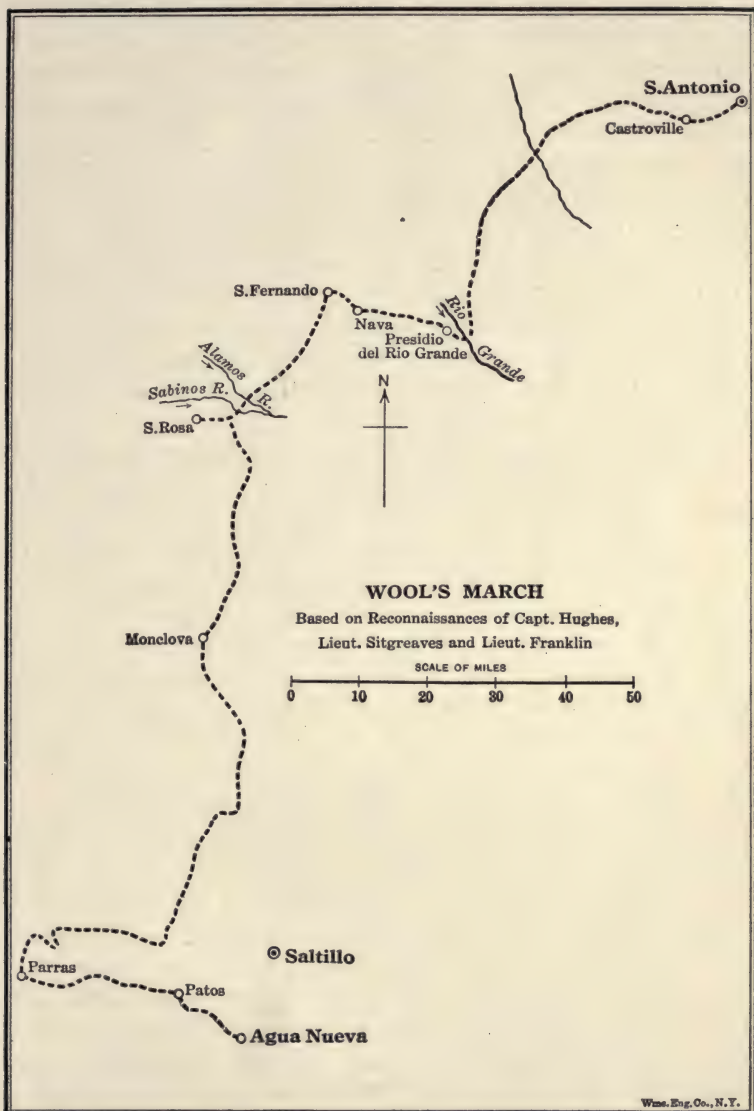 S.Antonio
Castroville
S.Fernando
Nava
Rio
Presidio
del Rio Grande
Grande
Alamos
R.
Sabinos R.
S.Rosa
N
WOOL'S MARCH
Based on Reconnaissances of Capt. Hughes,
Lieut. Sitgreaves and Lieut. Franklin
SCALE OF MILES
0 10 20 30 40 50
Monclova
Saltillo
Parras
Patos
Agua Nueva
Wms.Eng.Co., N.Y.